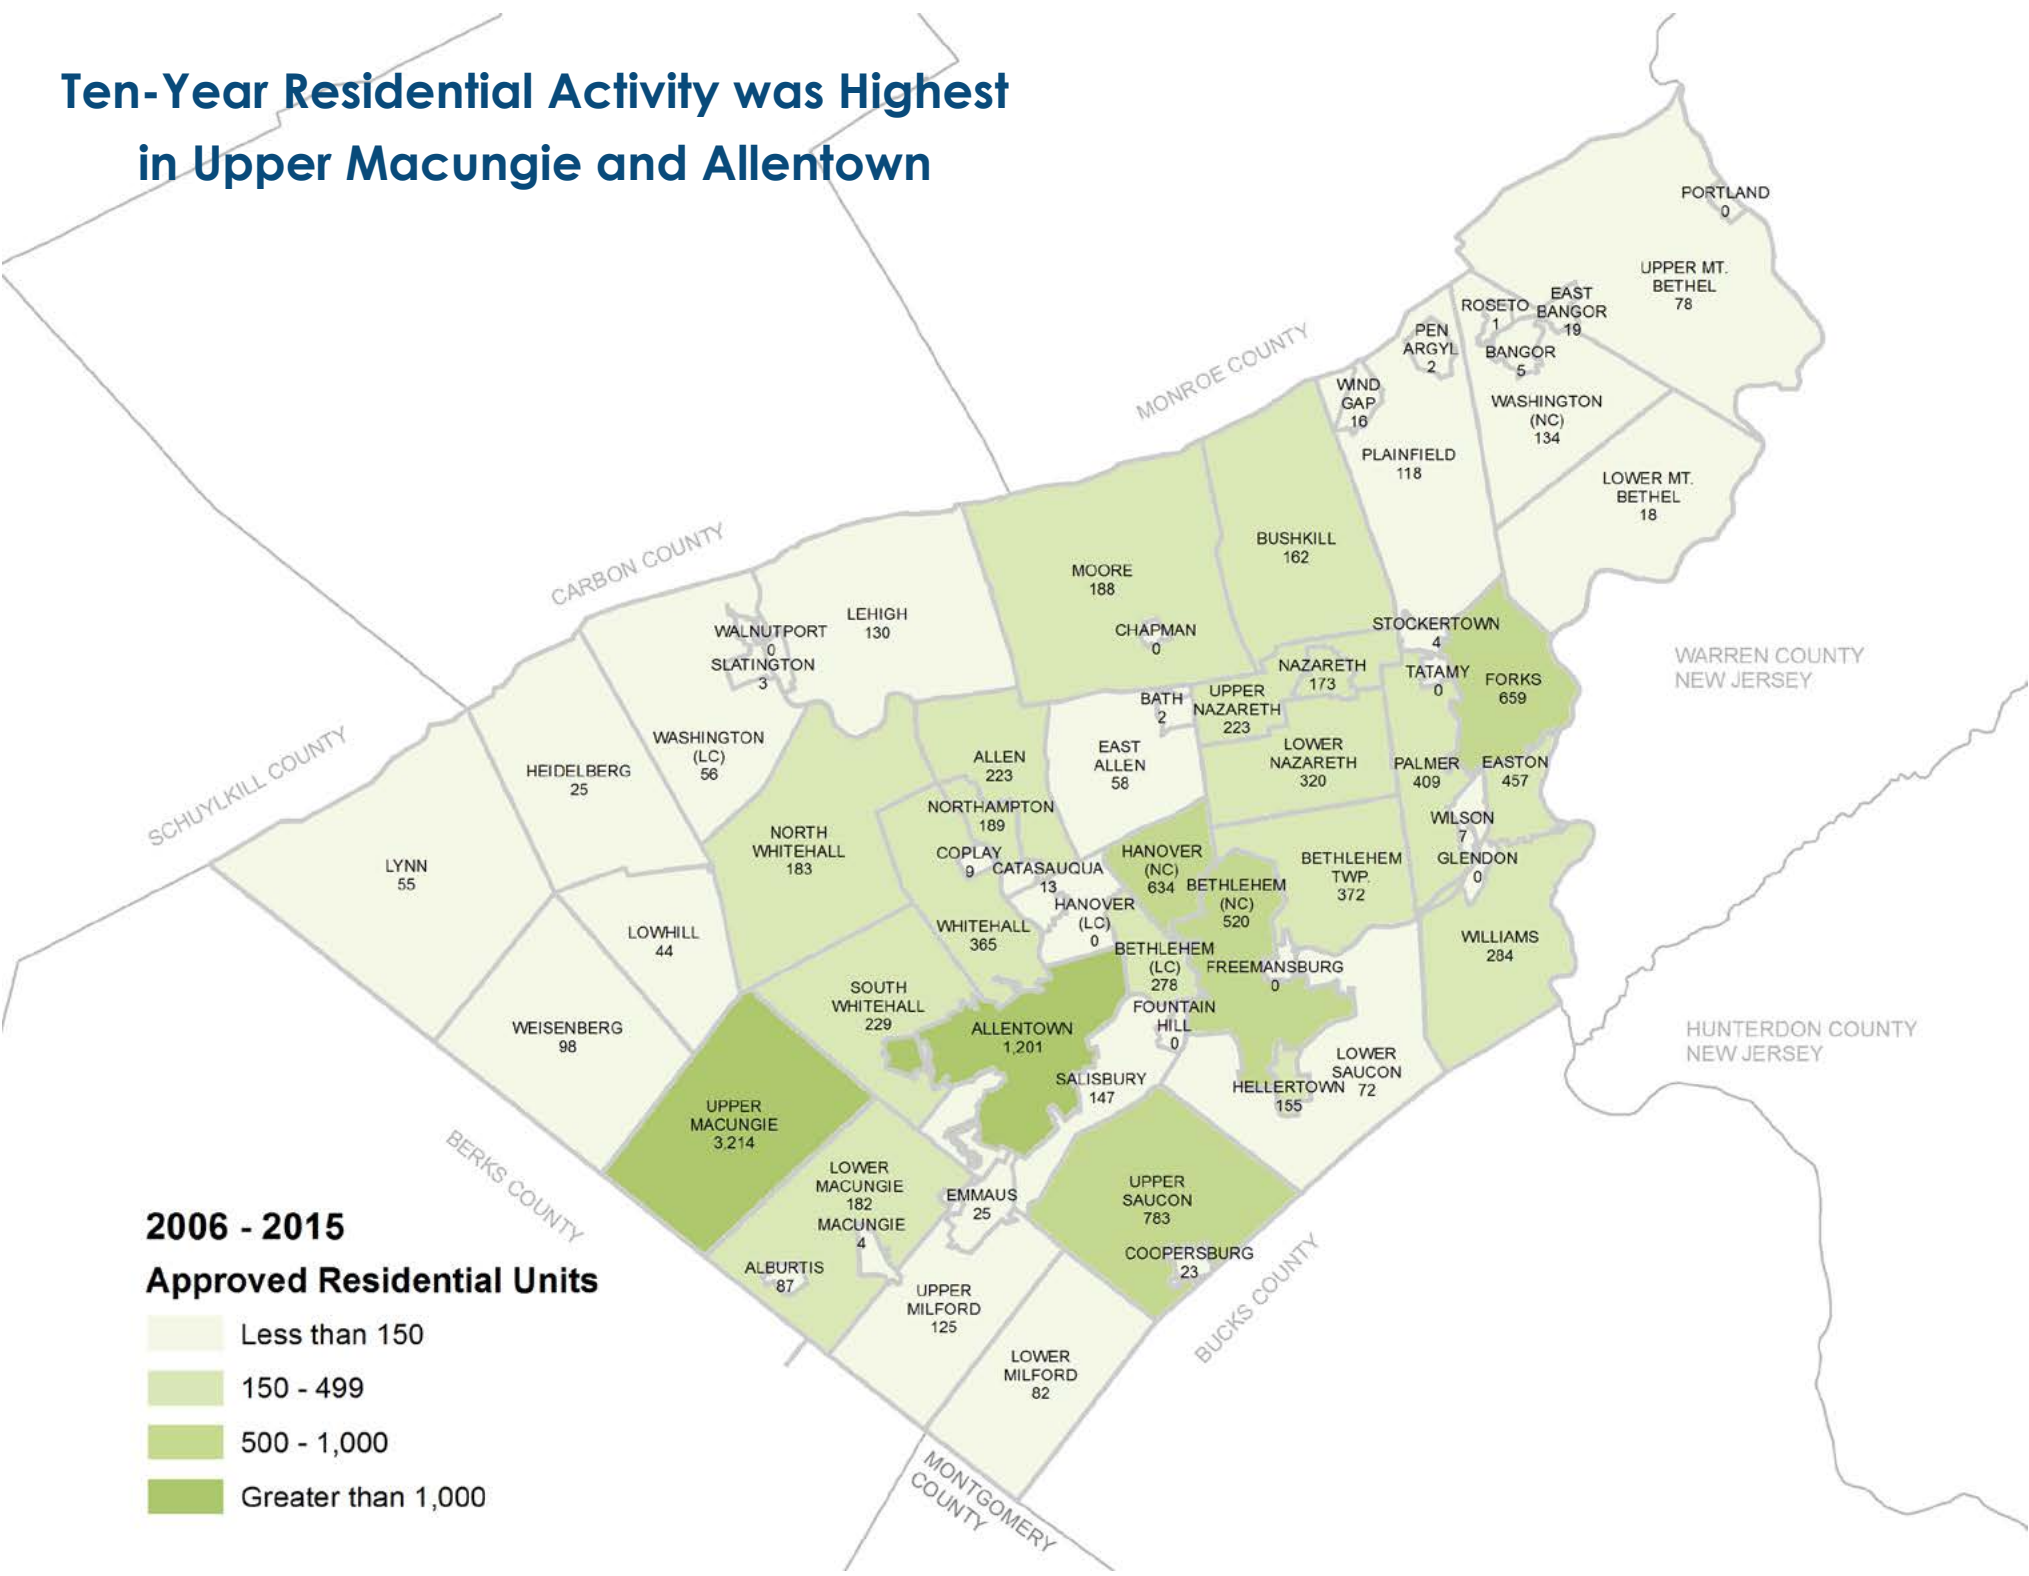 Ten-Year Residential Activity was Highest
in Upper Macungie and Allentown
PORTLAND
0
UPPER MT.
BETHEL
78
EAST
BANGOR
19
ROSETO
1
BANGOR
5
PEN
ARGYL
2
WIND
GAP
16
WASHINGTON
(NC)
134
PLAINFIELD
118
LOWER MT.
BETHEL
18
MONROE COUNTY
CARBON COUNTY
SCHUYLKILL COUNTY
BUSHKILL
162
MOORE
188
CHAPMAN
0
LEHIGH
130
WALNUTPORT
0
SLATINGTON
3
STOCKERTOWN
4
TATAMY
0
FORKS
659
WARREN COUNTY
NEW JERSEY
NAZARETH
173
BATH
2
UPPER
NAZARETH
223
LOWER
NAZARETH
320
PALMER
409
EASTON
457
WASHINGTON
(LC)
56
HEIDELBERG
25
ALLEN
223
EAST
ALLEN
58
NORTHAMPTON
189
NORTH
WHITEHALL
183
COPLAY
9
CATASAUQUA
13
HANOVER
(NC)
634
HANOVER
(LC)
0
BETHLEHEM
(NC)
520
BETHLEHEM
TWP.
372
WILSON
7
GLENDON
0
LYNN
55
LOWHILL
44
WHITEHALL
365
BETHLEHEM
(LC)
278
FREEMANSBURG
0
WILLIAMS
284
WEISENBERG
98
SOUTH
WHITEHALL
229
ALLENTOWN
1,201
FOUNTAIN
HILL
0
SALISBURY
147
LOWER
SAUCON
72
HELLERTOWN
155
HUNTERDON COUNTY
NEW JERSEY
UPPER
MACUNGIE
3,214
BERKS COUNTY
LOWER
MACUNGIE
182
MACUNGIE
4
EMMAUS
25
UPPER
SAUCON
783
COOPERSBURG
23
ALBURTIS
87
UPPER
MILFORD
125
LOWER
MILFORD
82
BUCKS COUNTY
MONTGOMERY
COUNTY
2006 - 2015
Approved Residential Units
Less than 150
150 - 499
500 - 1,000
Greater than 1,000